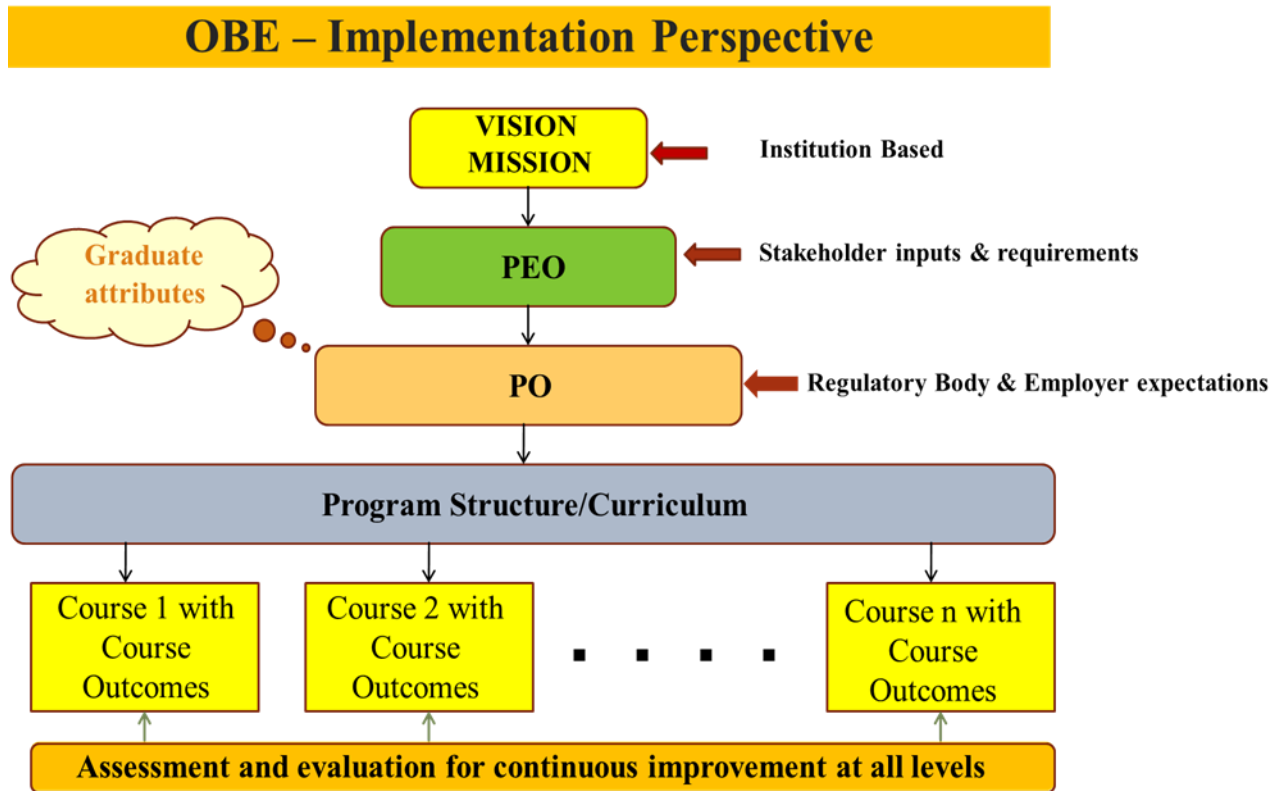 OBE – Implementation Perspective
VISION
MISSION
Institution Based
PEO
Stakeholder inputs & requirements
Graduate
attributes
PO
Regulatory Body & Employer expectations
Program Structure/Curriculum
Course 1 with
Course
Outcomes
Course 2 with
Course
Outcomes
Course n with
Course
Outcomes
Assessment and evaluation for continuous improvement at all levels